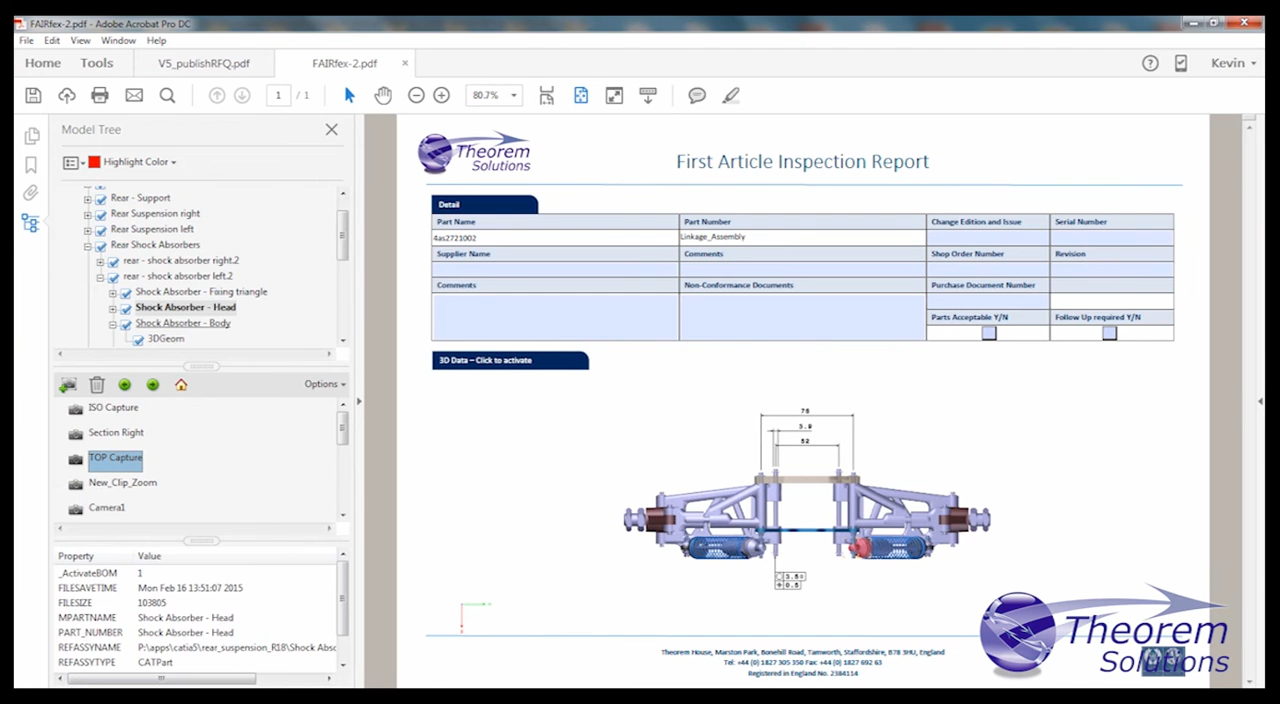 FAIRfex-2.pdf - Adobe Acrobat Pro DC
File Edit View Window Help
Home Tools V5_publishRFQ.pdf FAIRfex-2.pdf × Kevin
1 / 1 80.7%
Model Tree
Highlight Color
Rear - Support
Rear Suspension right
Rear Suspension left
Rear Shock Absorbers
rear - shock absorber right.2
rear - shock absorber left.2
Shock Absorber - Fixing triangle
Shock Absorber - Head
Shock Absorber - Body
3DGeom
Options
ISO Capture
Section Right
TOP Capture
New_Clip_Zoom
Camera1
Property Value
_ActivateBOM 1
FILESAVETIME Mon Feb 16 13:51:07 2015
FILESIZE 103805
MPARTNAME Shock Absorber - Head
PART_NUMBER Shock Absorber - Head
REFASSYNAME P:\apps\catia5\rear_suspension_R18\Shock Absc
REFASSYTYPE CATPart
Theorem
Solutions
First Article Inspection Report
Detail
Part Name Part Number Change Edition and Issue Serial Number
4as2721002 Linkage_Assembly
Supplier Name Comments Shop Order Number Revision
Comments Non-Conformance Documents Purchase Document Number
Parts Acceptable Y/N Follow Up required Y/N
3D Data – Click to activate
76
3.9
52
0.5
Theorem House, Marston Park, Bonehill Road, Tamworth, Staffordshire, B78 3HU, England
Tel: +44 (0) 1827 305 350 Fax: +44 (0) 1827 692 63
Registered in England No. 2384114
Theorem
Solutions